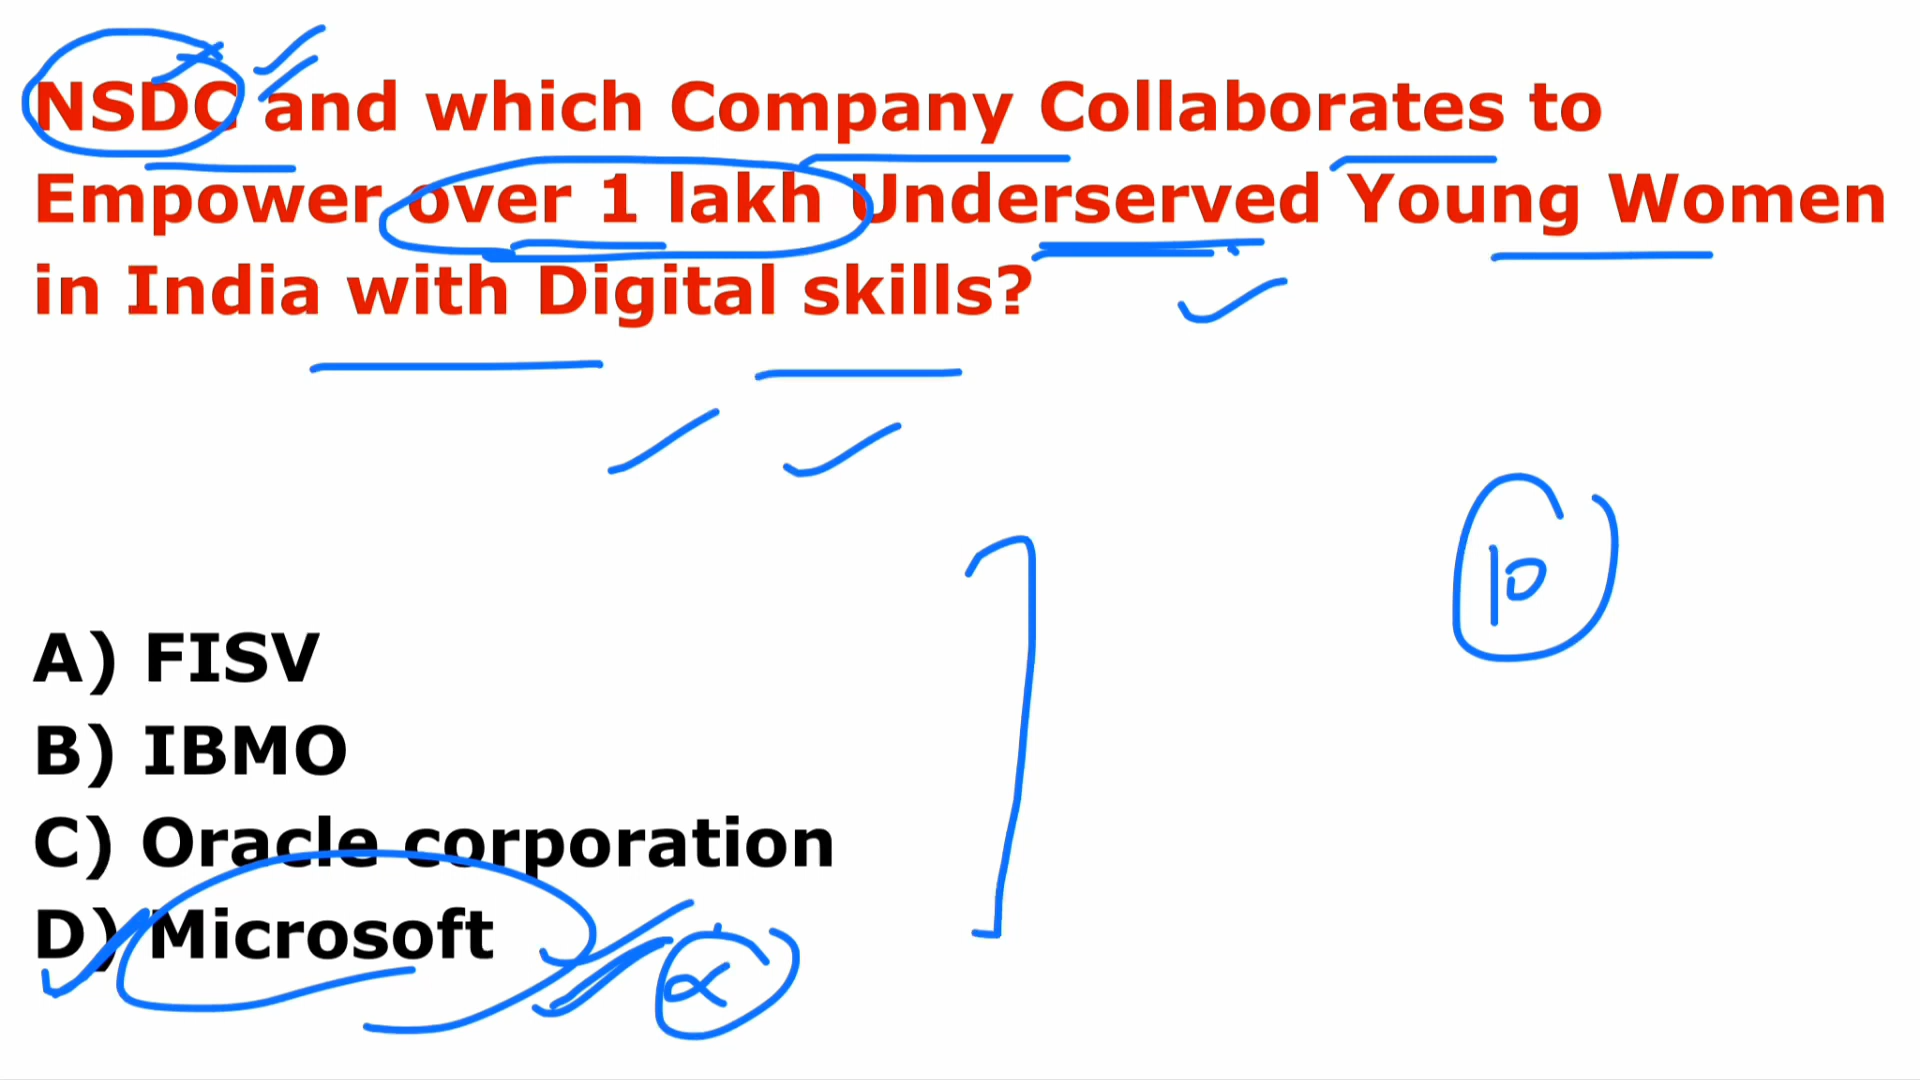 NSDC and which Company Collaborates to
Empower over 1 lakh Underserved Young Women
in India with Digital skills?
10
A) FISV
B) IBMO
C) Oracle corporation
D) Microsoft